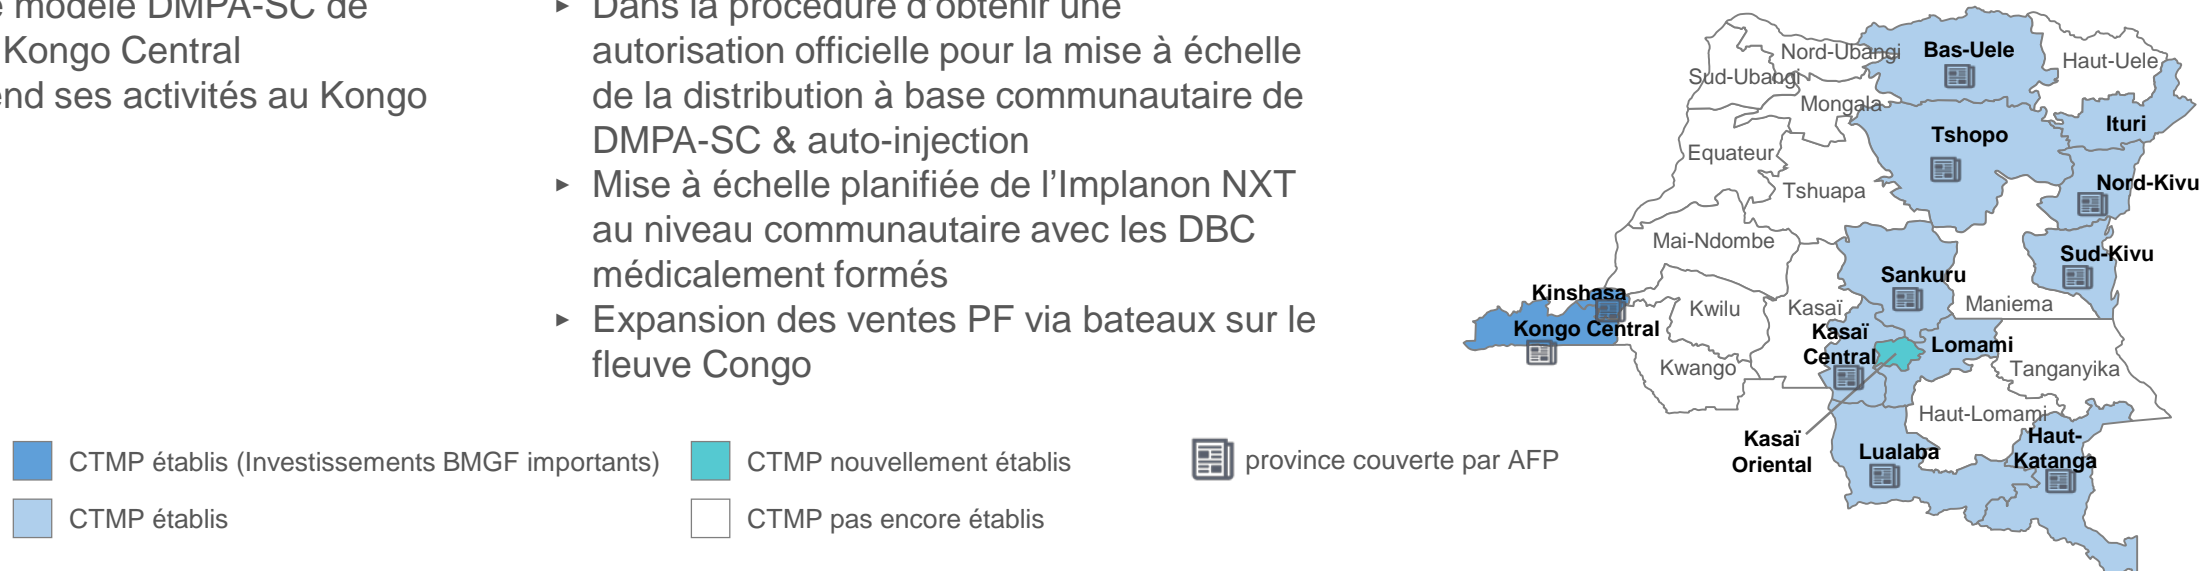 modèle DMPA-SC de
Kongo Central
end ses activités au Kongo
▸ Dans la procédure d'obtenir une
autorisation officielle pour la mise à échelle
de la distribution à base communautaire de
DMPA-SC & auto-injection
▸ Mise à échelle planifiée de l'Implanon NXT
au niveau communautaire avec les DBC
médicalement formés
▸ Expansion des ventes PF via bateaux sur le
fleuve Congo
Nord-Ubangi
Bas-Uele
Haut-Uele
Sud-Ubangi
Mongala
Ituri
Tshopo
Equateur
Tshuapa
Nord-Kivu
Mai-Ndombe
Sud-Kivu
Sankuru
Kinshasa
Kwilu
Kasaï
Maniema
Kongo Central
Kasaï
Central
Lomami
Kwango
Tanganyika
Haut-Lomami
Kasaï
Oriental
Lualaba
Haut-
Katanga
CTMP établis (Investissements BMGF importants)
CTMP nouvellement établis
province couverte par AFP
CTMP établis
CTMP pas encore établis